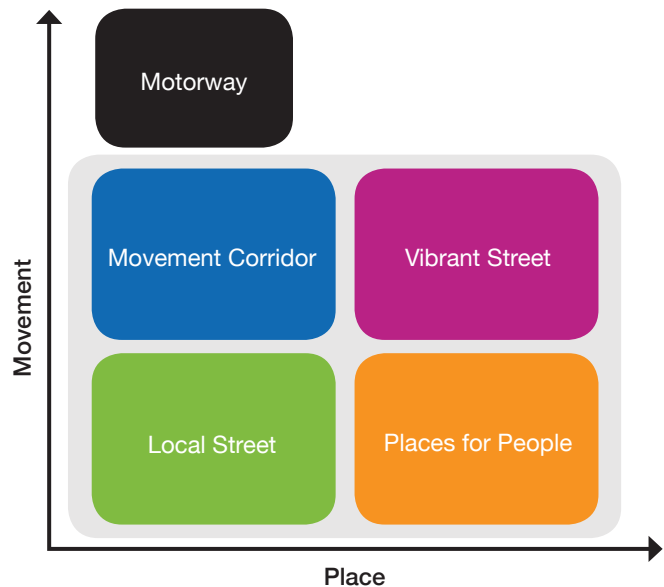 Motorway
Movement Corridor
Vibrant Street
Movement
Local Street
Places for People
Place